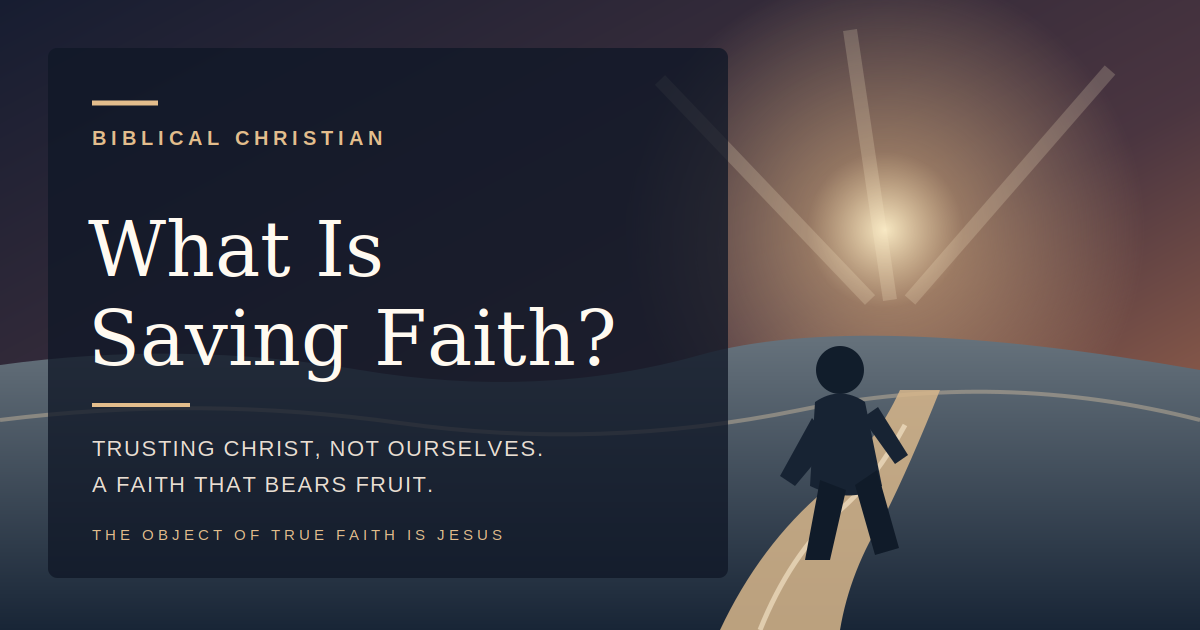 BIBLICAL CHRISTIAN
What Is
Saving Faith?
TRUSTING CHRIST, NOT OURSELVES.
A FAITH THAT BEARS FRUIT.
THE OBJECT OF TRUE FAITH IS JESUS